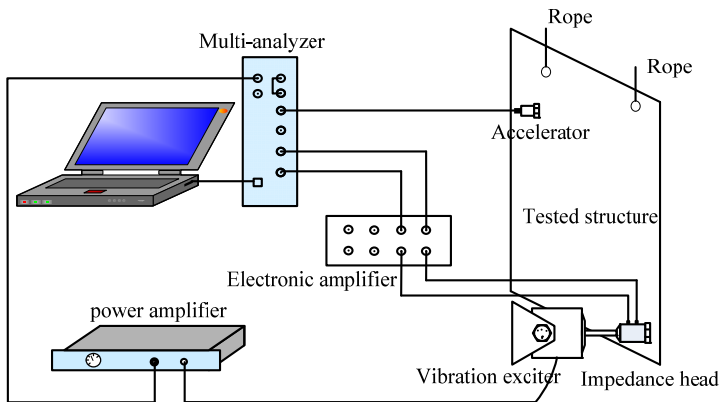 Rope
Multi-analyzer
Rope
Accelerator
Tested structure
Electronic amplifier
power amplifier
Vibration exciter
Impedance head